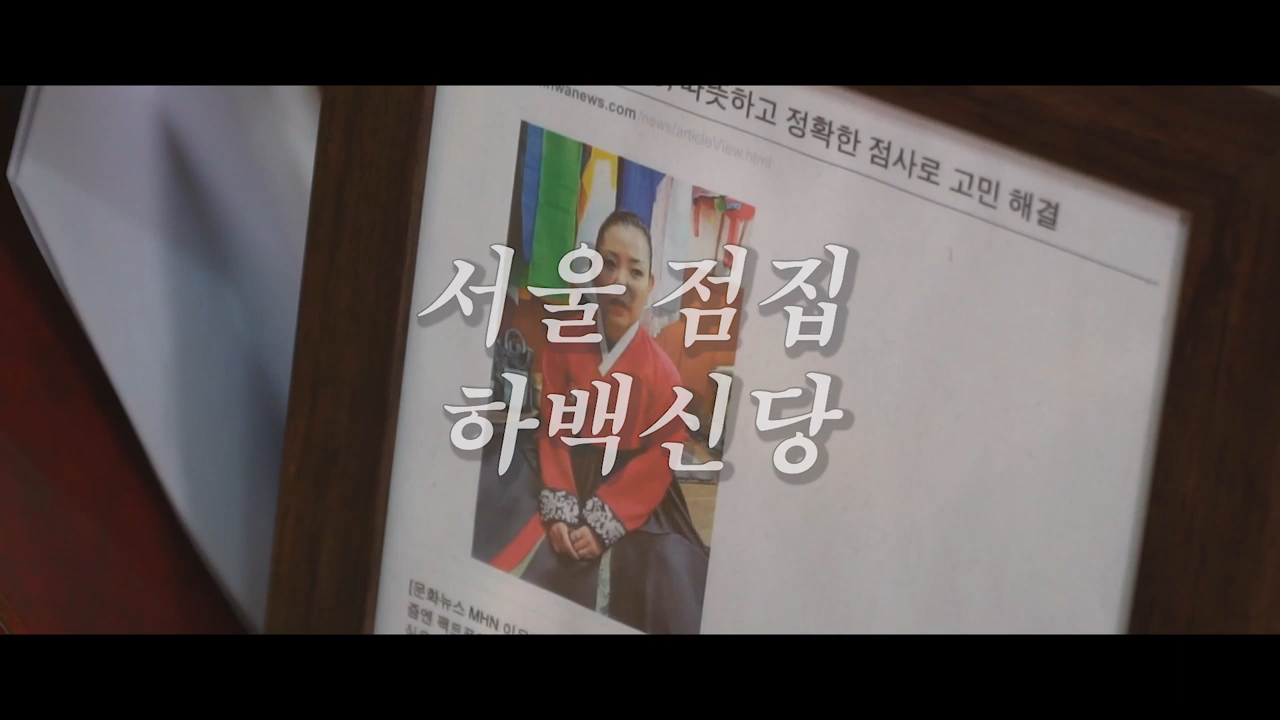 따뜻하고 정확한 점사로 고민 해결
nwanews.com/news/articleView.html
서울 점집
하백신당
[문화뉴스 MHN